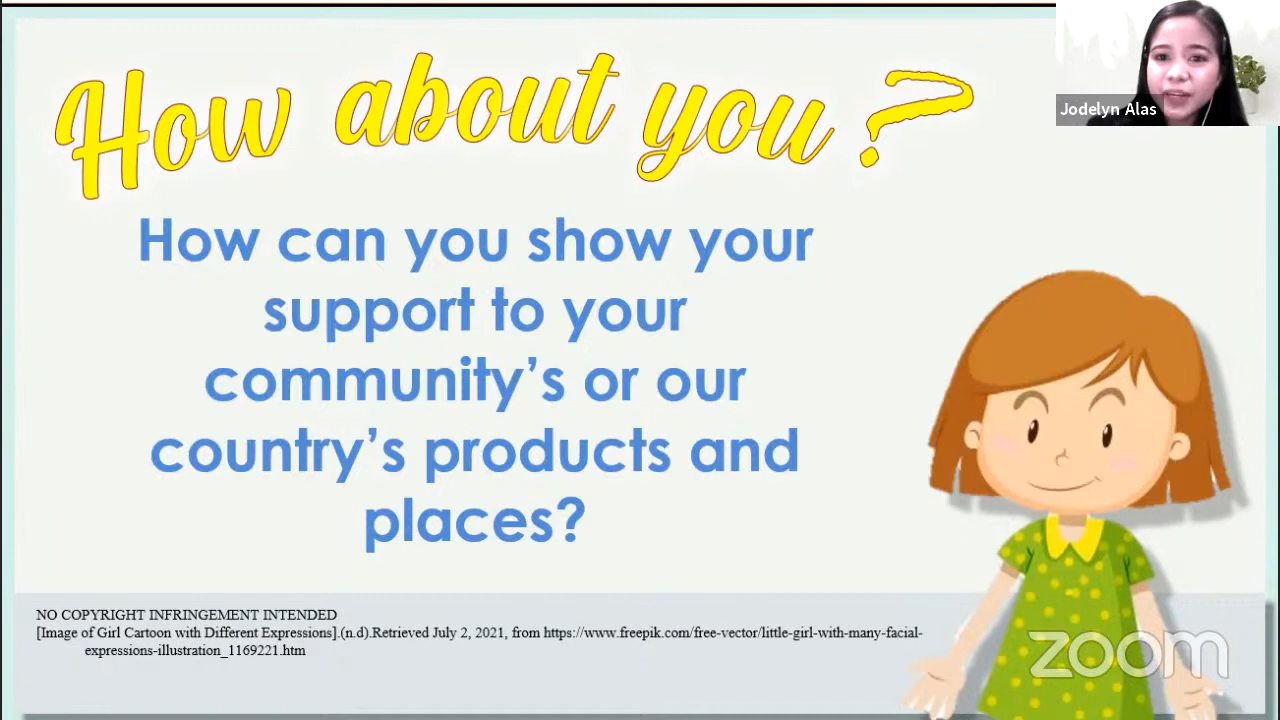 How about you?
Jodelyn Alas
How can you show your
support to your
community’s or our
country’s products and
places?
NO COPYRIGHT INFRINGEMENT INTENDED
[Image of Girl Cartoon with Different Expressions].(n.d).Retrieved July 2, 2021, from https://www.freepik.com/free-vector/little-girl-with-many-facial-
expressions-illustration_1169221.htm
zoom